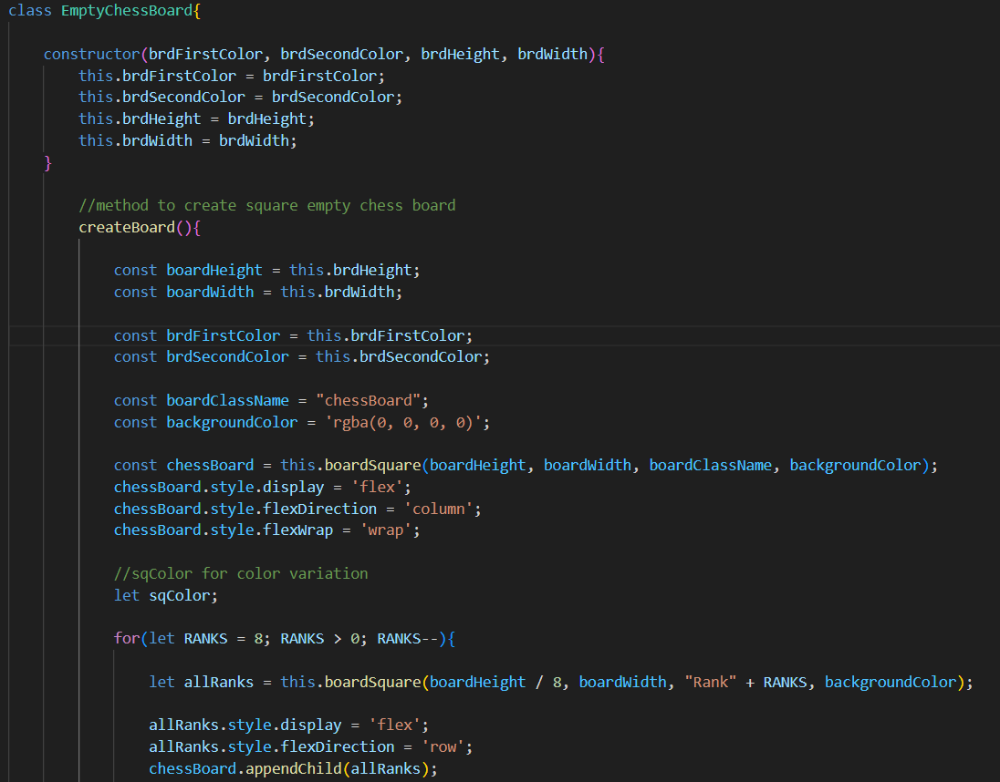 class EmptyChessBoard{
constructor(brdFirstColor, brdSecondColor, brdHeight, brdWidth){
this.brdFirstColor = brdFirstColor;
this.brdSecondColor = brdSecondColor;
this.brdHeight = brdHeight;
this.brdWidth = brdWidth;
}
//method to create square empty chess board
createBoard(){
const boardHeight = this.brdHeight;
const boardWidth = this.brdWidth;
const brdFirstColor = this.brdFirstColor;
const brdSecondColor = this.brdSecondColor;
const boardClassName = "chessBoard";
const backgroundColor = 'rgba(0, 0, 0, 0)';
const chessBoard = this.boardSquare(boardHeight, boardWidth, boardClassName, backgroundColor);
chessBoard.style.display = 'flex';
chessBoard.style.flexDirection = 'column';
chessBoard.style.flexWrap = 'wrap';
//sqColor for color variation
let sqColor;
for(let RANKS = 8; RANKS > 0; RANKS--){
let allRanks = this.boardSquare(boardHeight / 8, boardWidth, "Rank" + RANKS, backgroundColor);
allRanks.style.display = 'flex';
allRanks.style.flexDirection = 'row';
chessBoard.appendChild(allRanks);